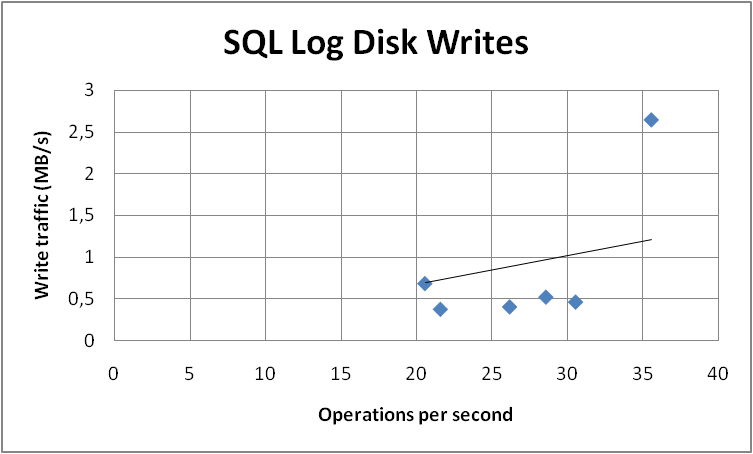 SQL Log Disk Writes
3
2,5
2
1,5
1
0,5
0
Write traffic (MB/s)
0 5 10 15 20 25 30 35 40
Operations per second